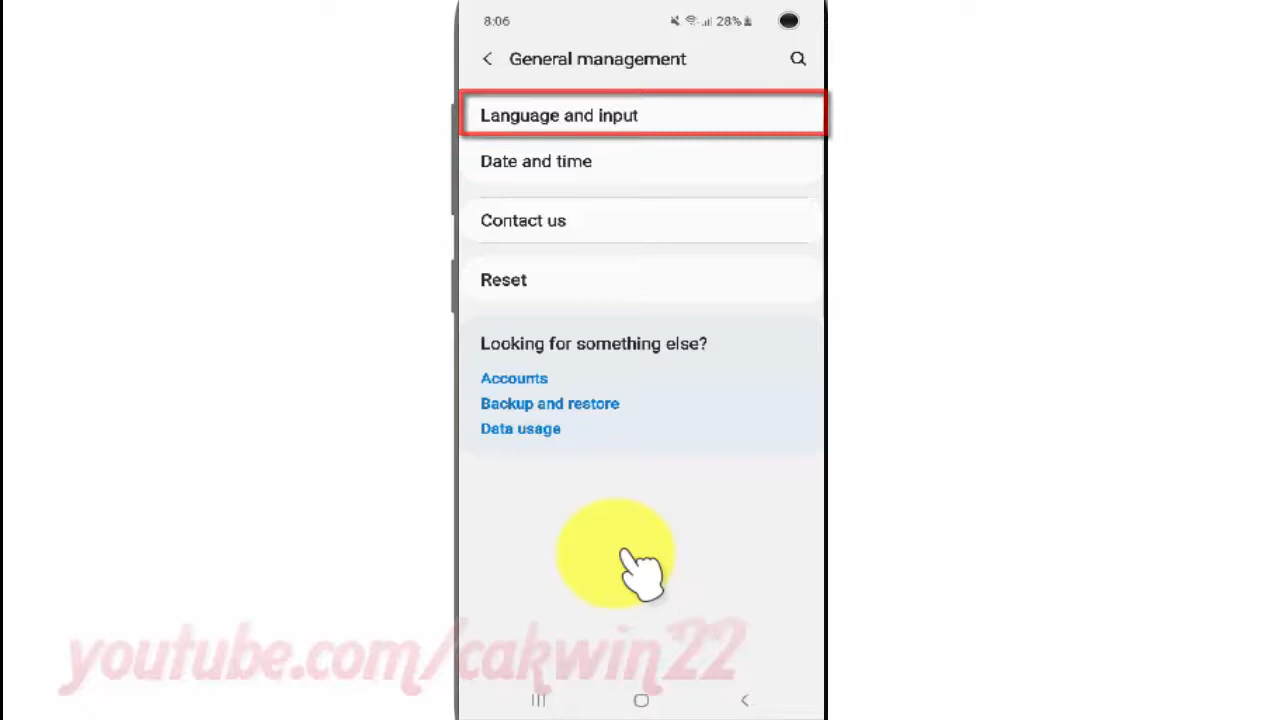 8:06 28%
General management
Language and input
Date and time
Contact us
Reset
Looking for something else?
Accounts
Backup and restore
Data usage
youtube.com/cakwin22